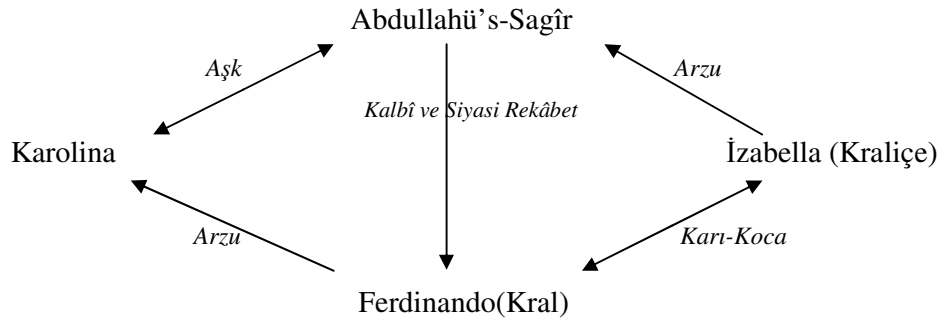 Abdullahü’s-Sagîr
Aşk
Arzu
Kalbî ve Siyasi Rekâbet
Karolina
İzabella (Kraliçe)
Arzu
Karı-Koca
Ferdinando(Kral)